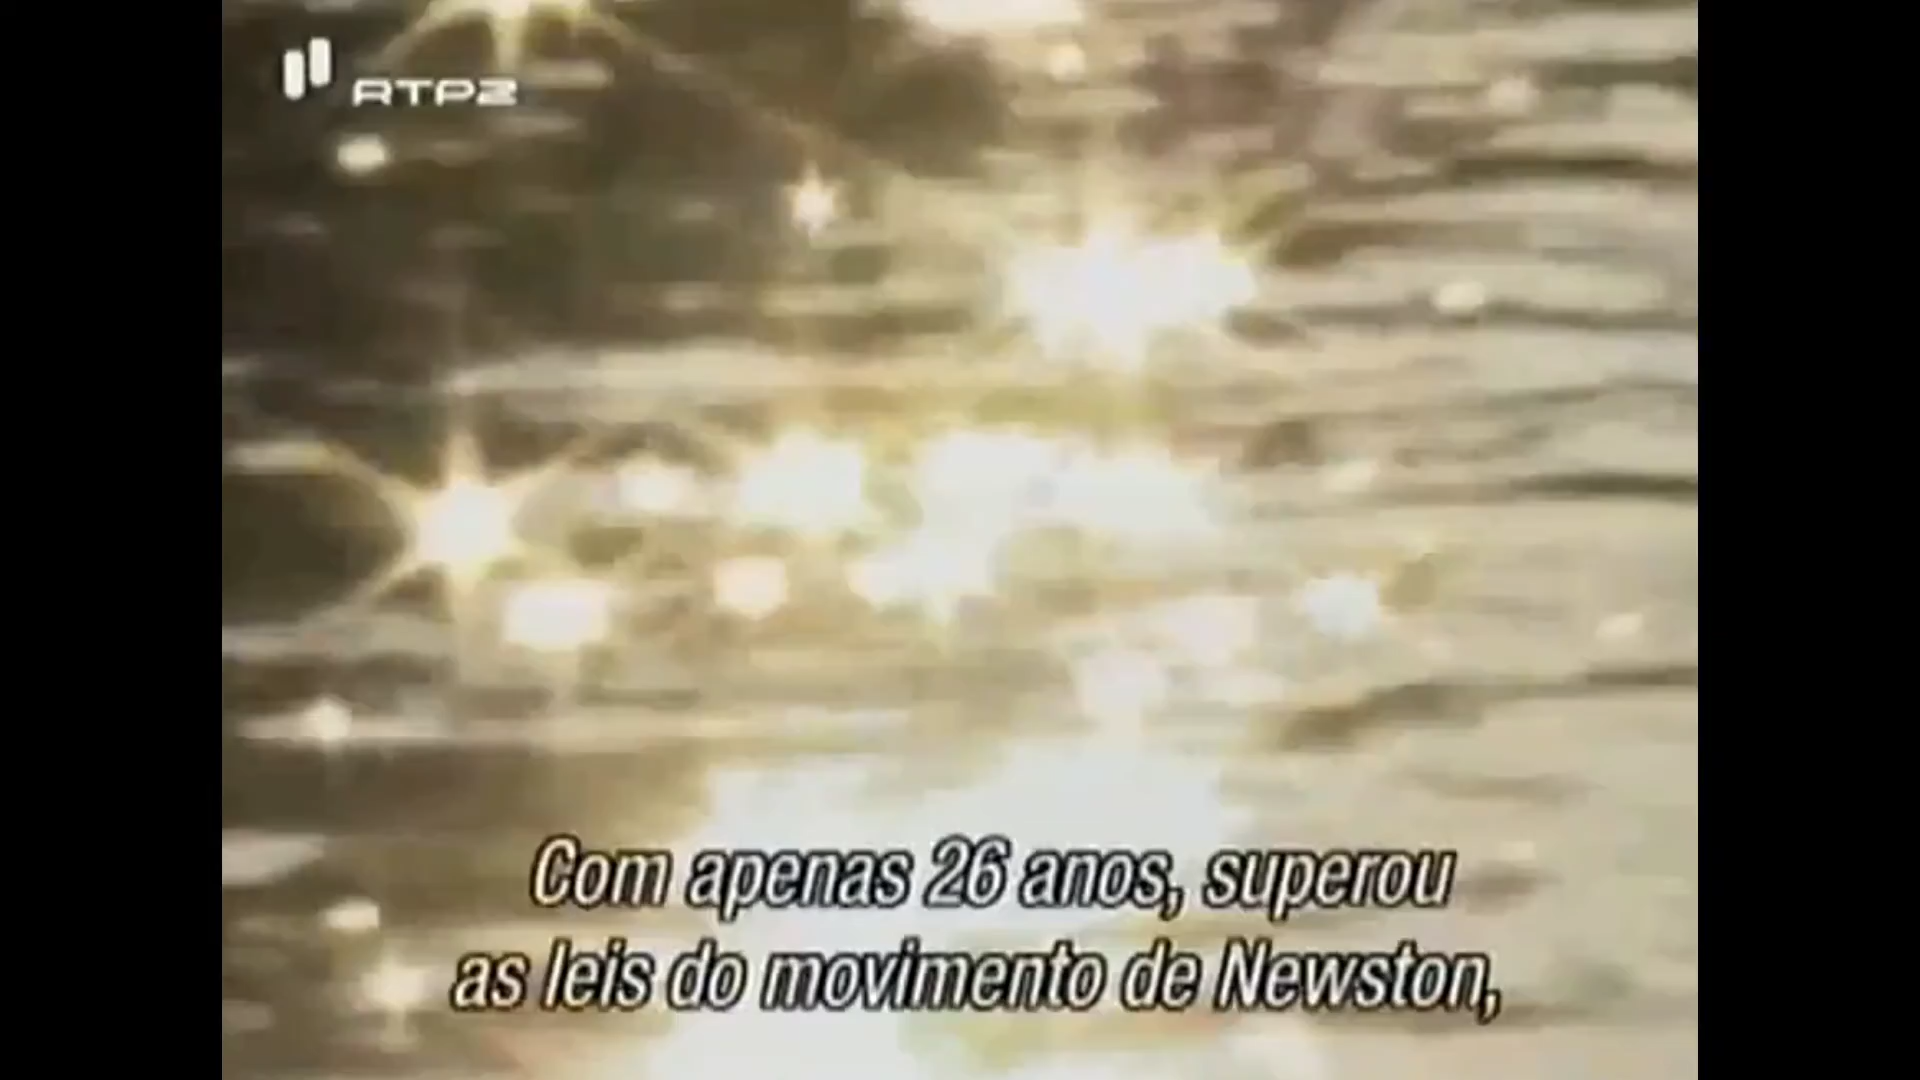 RTP2
Com apenas 26 anos, superou
as leis do movimento de Newston,